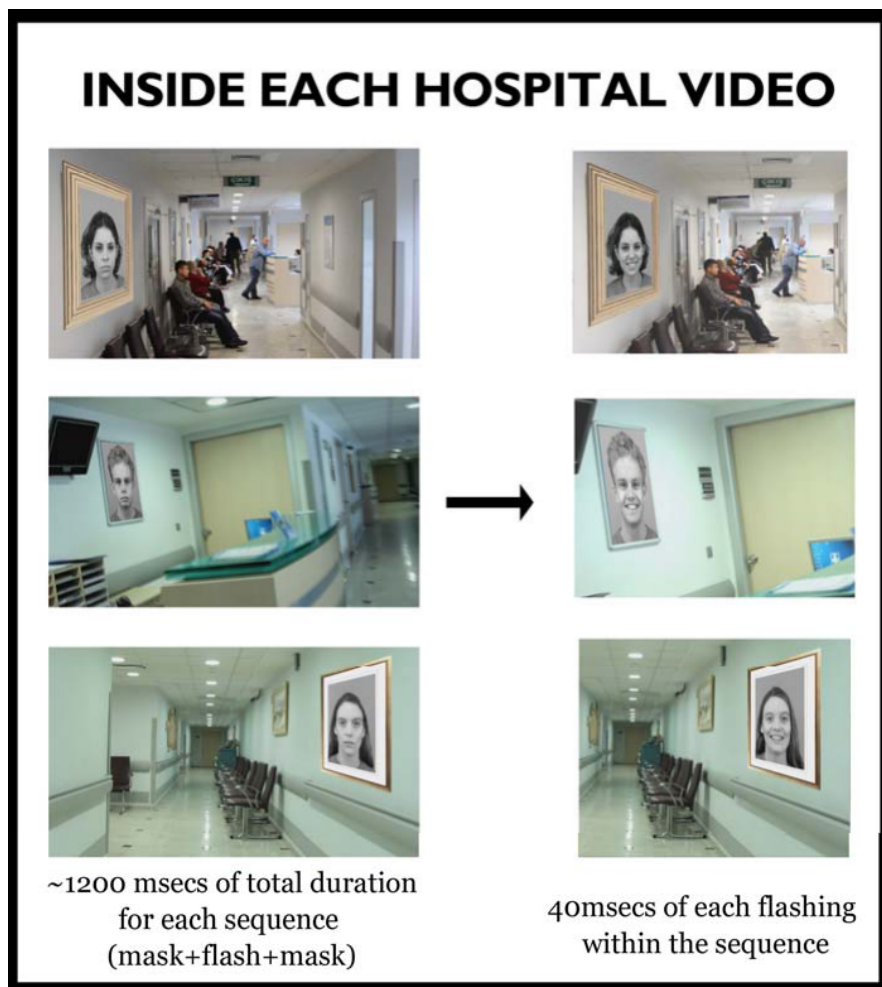 INSIDE EACH HOSPITAL VIDEO
~1200 msecs of total duration
for each sequence
(mask+flash+mask)
40msecs of each flashing
within the sequence